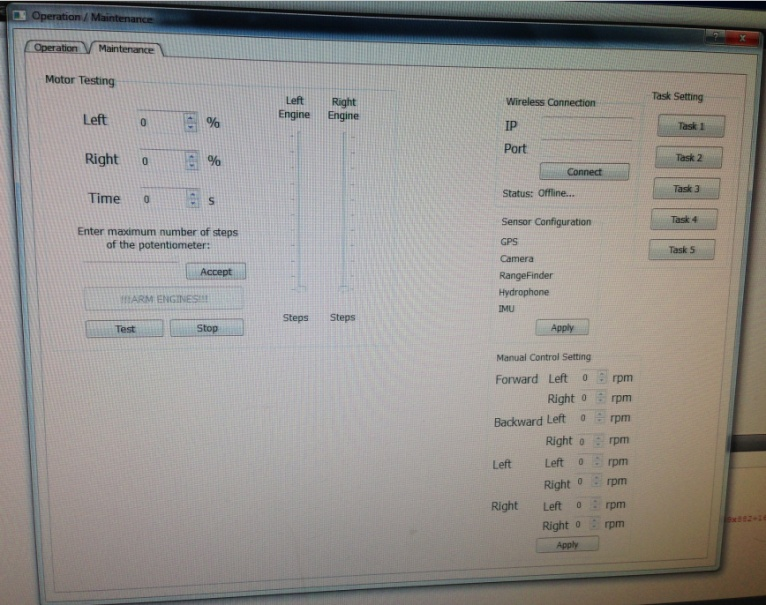 Operation / Maintenance
Operation
Maintenance
Motor Testing
Left 0 %
Right 0 %
Time 0 s
Enter maximum number of steps
of the potentiometer:
Accept
!!!ARM ENGINES!!!
Test
Stop
Left
Engine
Right
Engine
Steps
Steps
Wireless Connection
IP
Port
Connect
Status: Offline...
Sensor Configuration
GPS
Camera
RangeFinder
Hydrophone
IMU
Apply
Manual Control Setting
Forward Left 0 rpm
Right 0 rpm
Backward Left 0 rpm
Right 0 rpm
Left Left 0 rpm
Right 0 rpm
Right Left 0 rpm
Right 0 rpm
Apply
Task Setting
Task 1
Task 2
Task 3
Task 4
Task 5